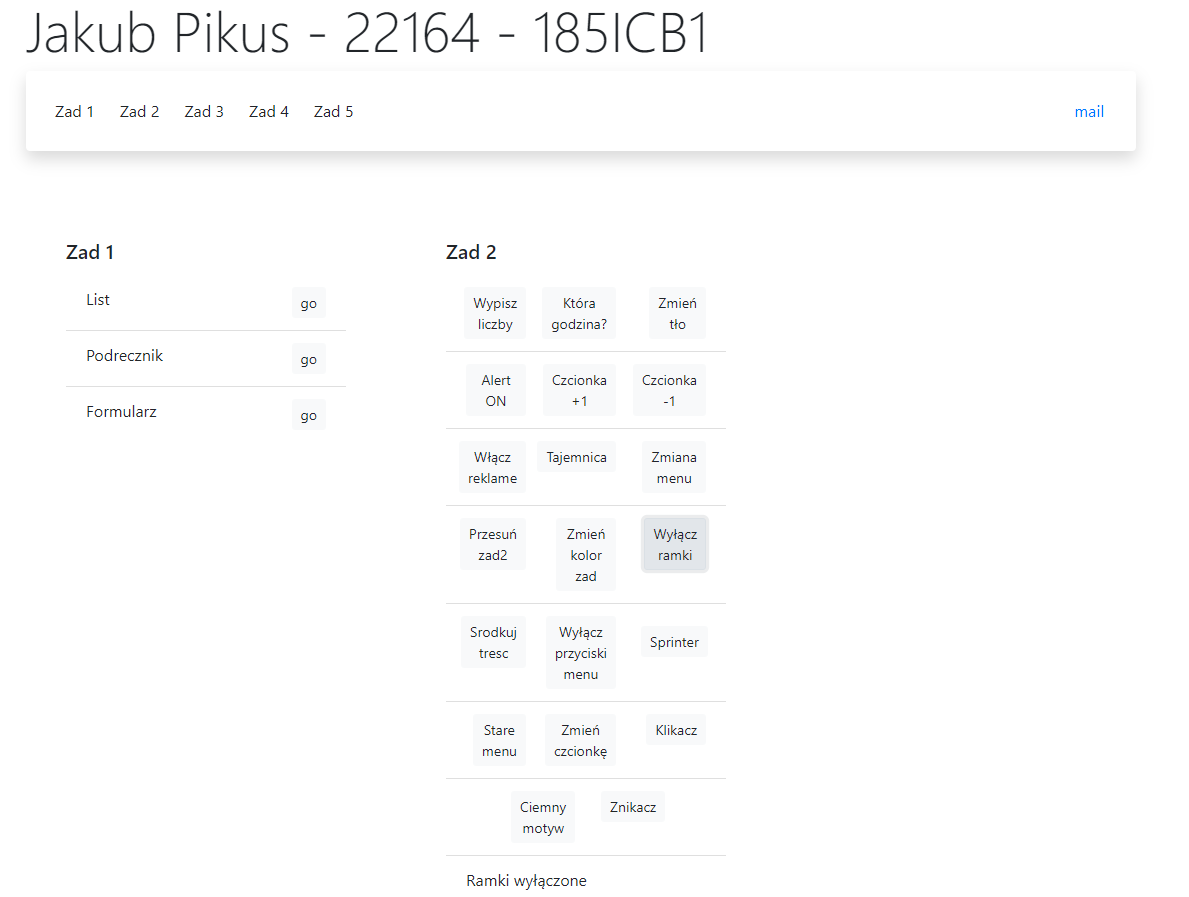 Jakub Pikus - 22164 - 185ICB1
Zad 1 Zad 2 Zad 3 Zad 4 Zad 5 mail
Zad 1
List go
Podrecznik go
Formularz go
Zad 2
Wypisz
liczby
Która
godzina?
Zmień
tło
Alert
ON
Czcionka
+1
Czcionka
-1
Włącz
reklame
Tajemnica
Zmiana
menu
Przesuń
zad2
Zmień
kolor
zad
Wyłącz
ramki
Srodkuj
tresc
Wyłącz
przyciski
menu
Sprinter
Stare
menu
Zmień
czcionkę
Klikacz
Ciemny
motyw
Znikacz
Ramki wyłączone